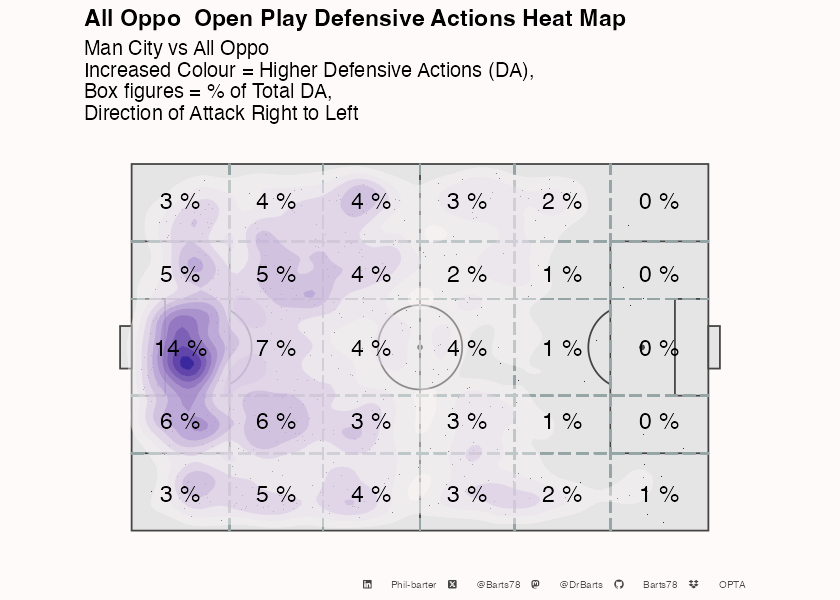 All Oppo  Open Play Defensive Actions Heat Map
Man City vs All Oppo
Increased Colour = Higher Defensive Actions (DA),
Box figures = % of Total DA,
Direction of Attack Right to Left
3 % 4 % 4 % 3 % 2 % 0 %
5 % 5 % 4 % 2 % 1 % 0 %
14 % 7 % 4 % 4 % 1 % 0 %
6 % 6 % 3 % 3 % 1 % 0 %
3 % 5 % 4 % 3 % 2 % 1 %
Phil-barter @Barts78 @DrBarts Barts78 OPTA